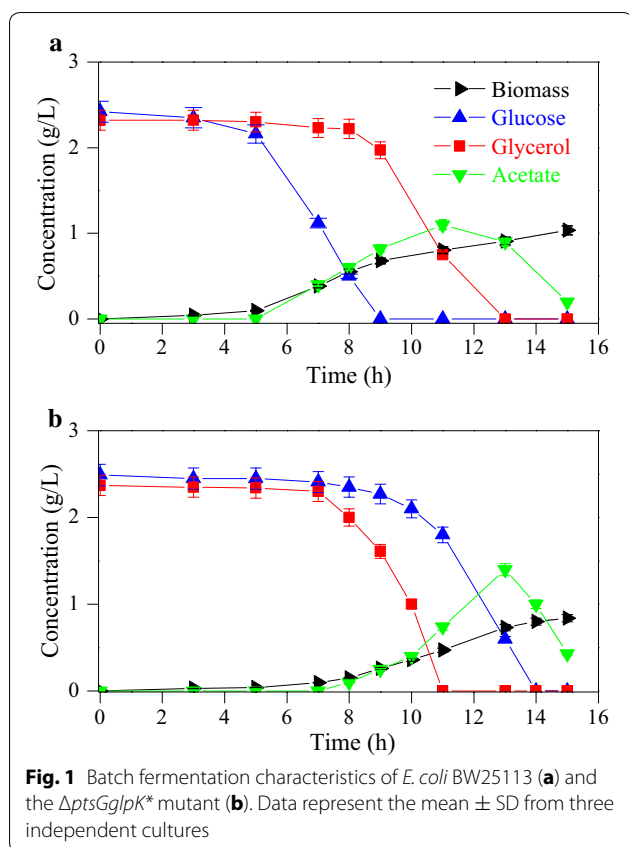 a
3
2
1
0
Concentration (g/L)
Biomass
Glucose
Glycerol
Acetate
0 2 4 6 8 10 12 14 16
Time (h)
b
3
2
1
0
Concentration (g/L)
0 2 4 6 8 10 12 14 16
Time (h)
Fig. 1 Batch fermentation characteristics of E. coli BW25113 (a) and
the ΔptsGglpK* mutant (b). Data represent the mean ± SD from three
independent cultures